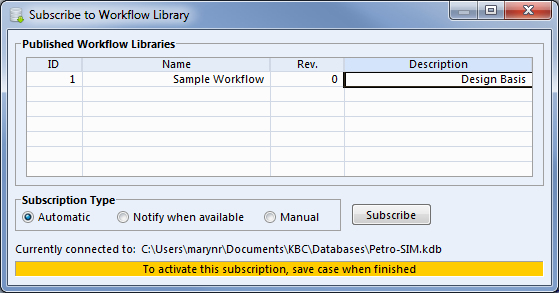 Subscribe to Workflow Library
Published Workflow Libraries
ID Name Rev. Description
1 Sample Workflow 0 Design Basis
Subscription Type
Automatic Notify when available Manual Subscribe
Currently connected to: C:\Users\marynr\Documents\KBC\Databases\Petro-SIM.kdb
To activate this subscription, save case when finished